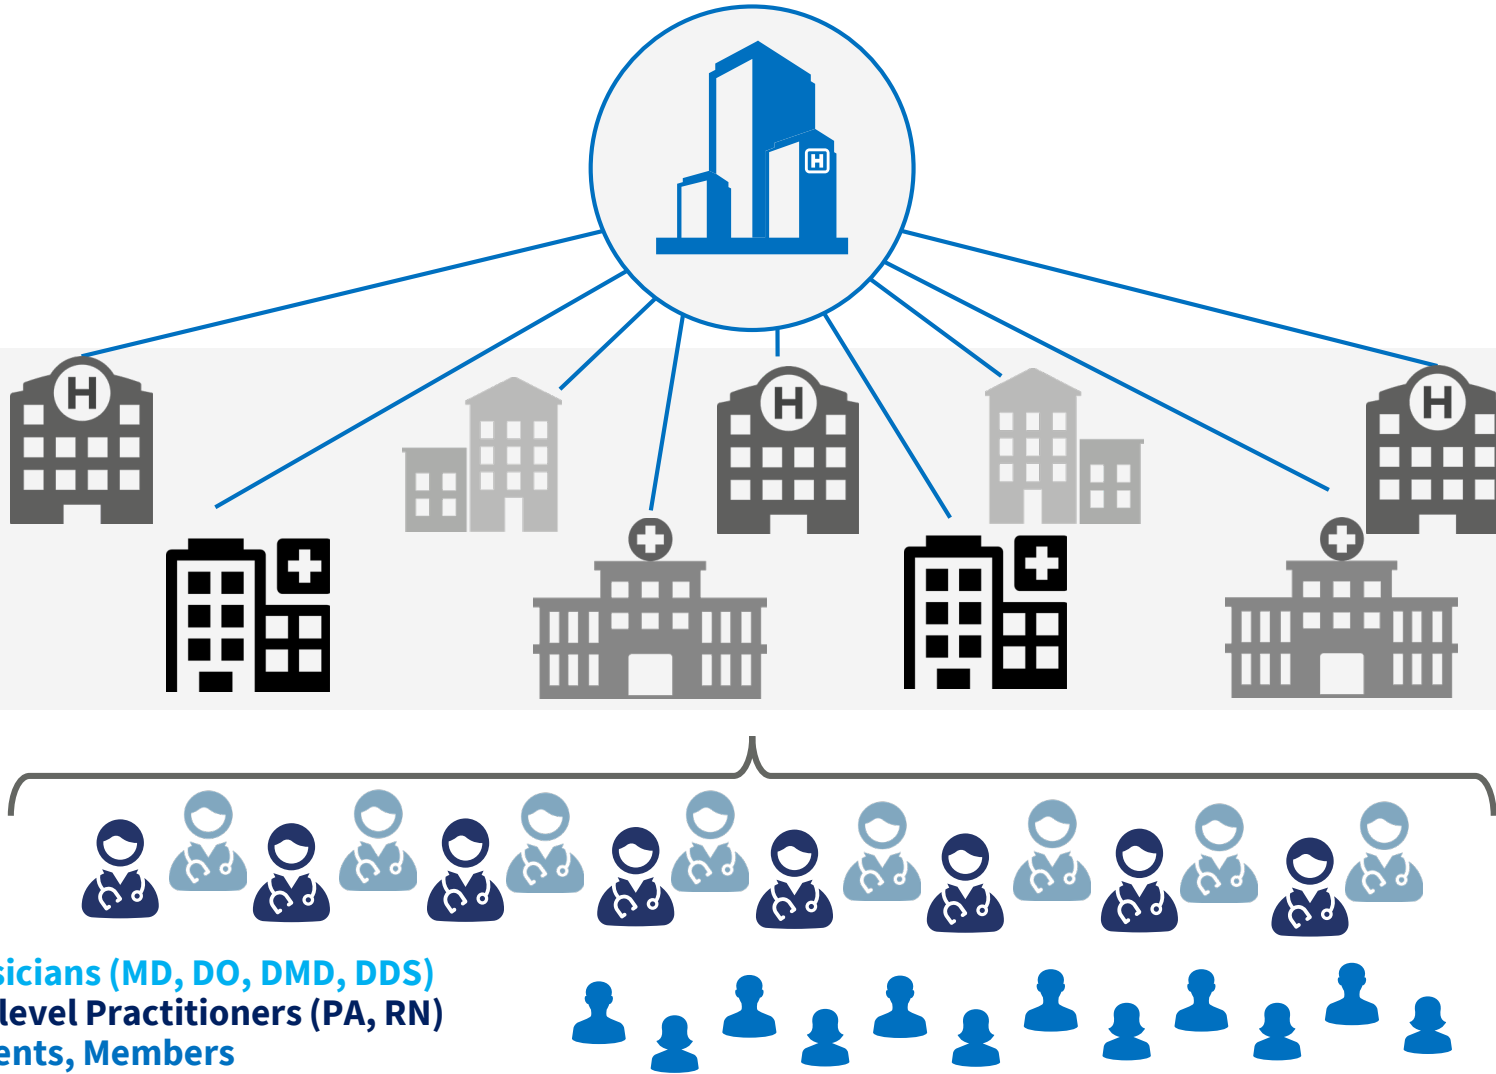 H
H
H
H
sicians (MD, DO, DMD, DDS)
level Practitioners (PA, RN)
ents, Members